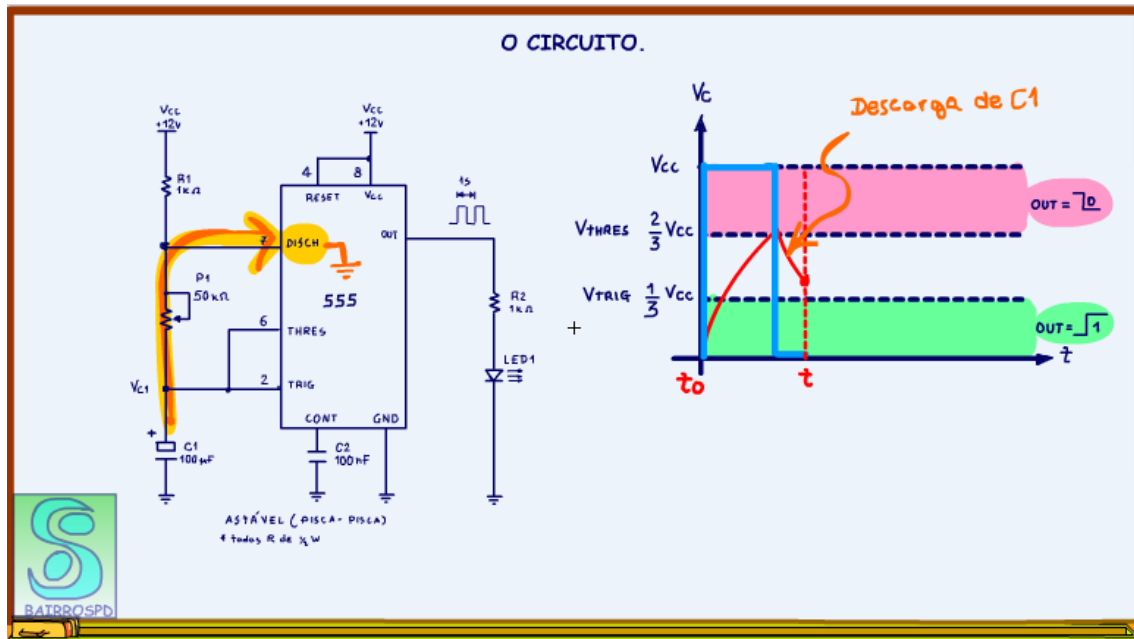 O CIRCUITO.
Vcc
+12v
R1
1kΩ
P1
50kΩ
VC1
+
C1
100µF
Vcc
+12v
4
8
RESET
Vcc
7
DISCH
OUT
555
6
THRES
2
TRIG
CONT
GND
C2
100nF
ts
R2
1kΩ
LED1
ASTÁVEL (PISCA-PISCA)
* todos R de ½ W
Vc
Descarga de C1
Vcc
OUT = 0
VTHRES 2/3 Vcc
VTRIG 1/3 Vcc
OUT = 1
t
to
t
BAIRROSPD